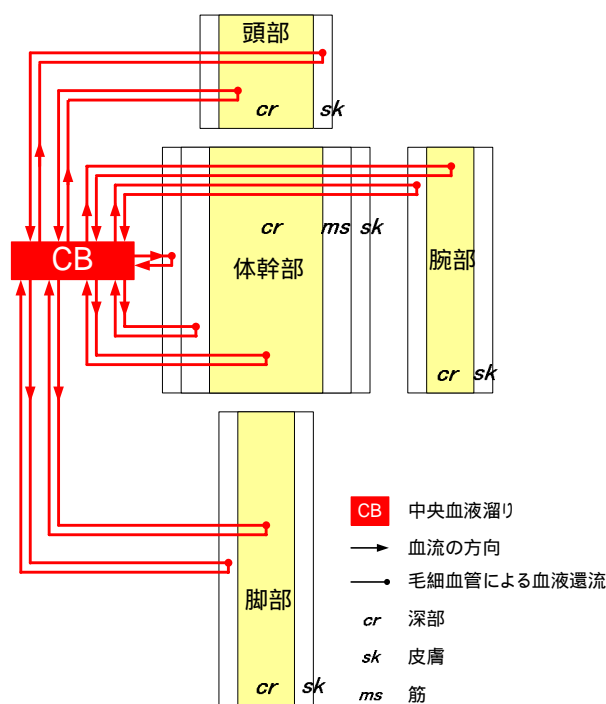 頭部
cr sk
cr ms sk
体幹部
腕部
CB
cr sk
脚部
cr sk
CB 中央血液溜り
血流の方向
毛細血管による血液還流
cr 深部
sk 皮膚
ms 筋